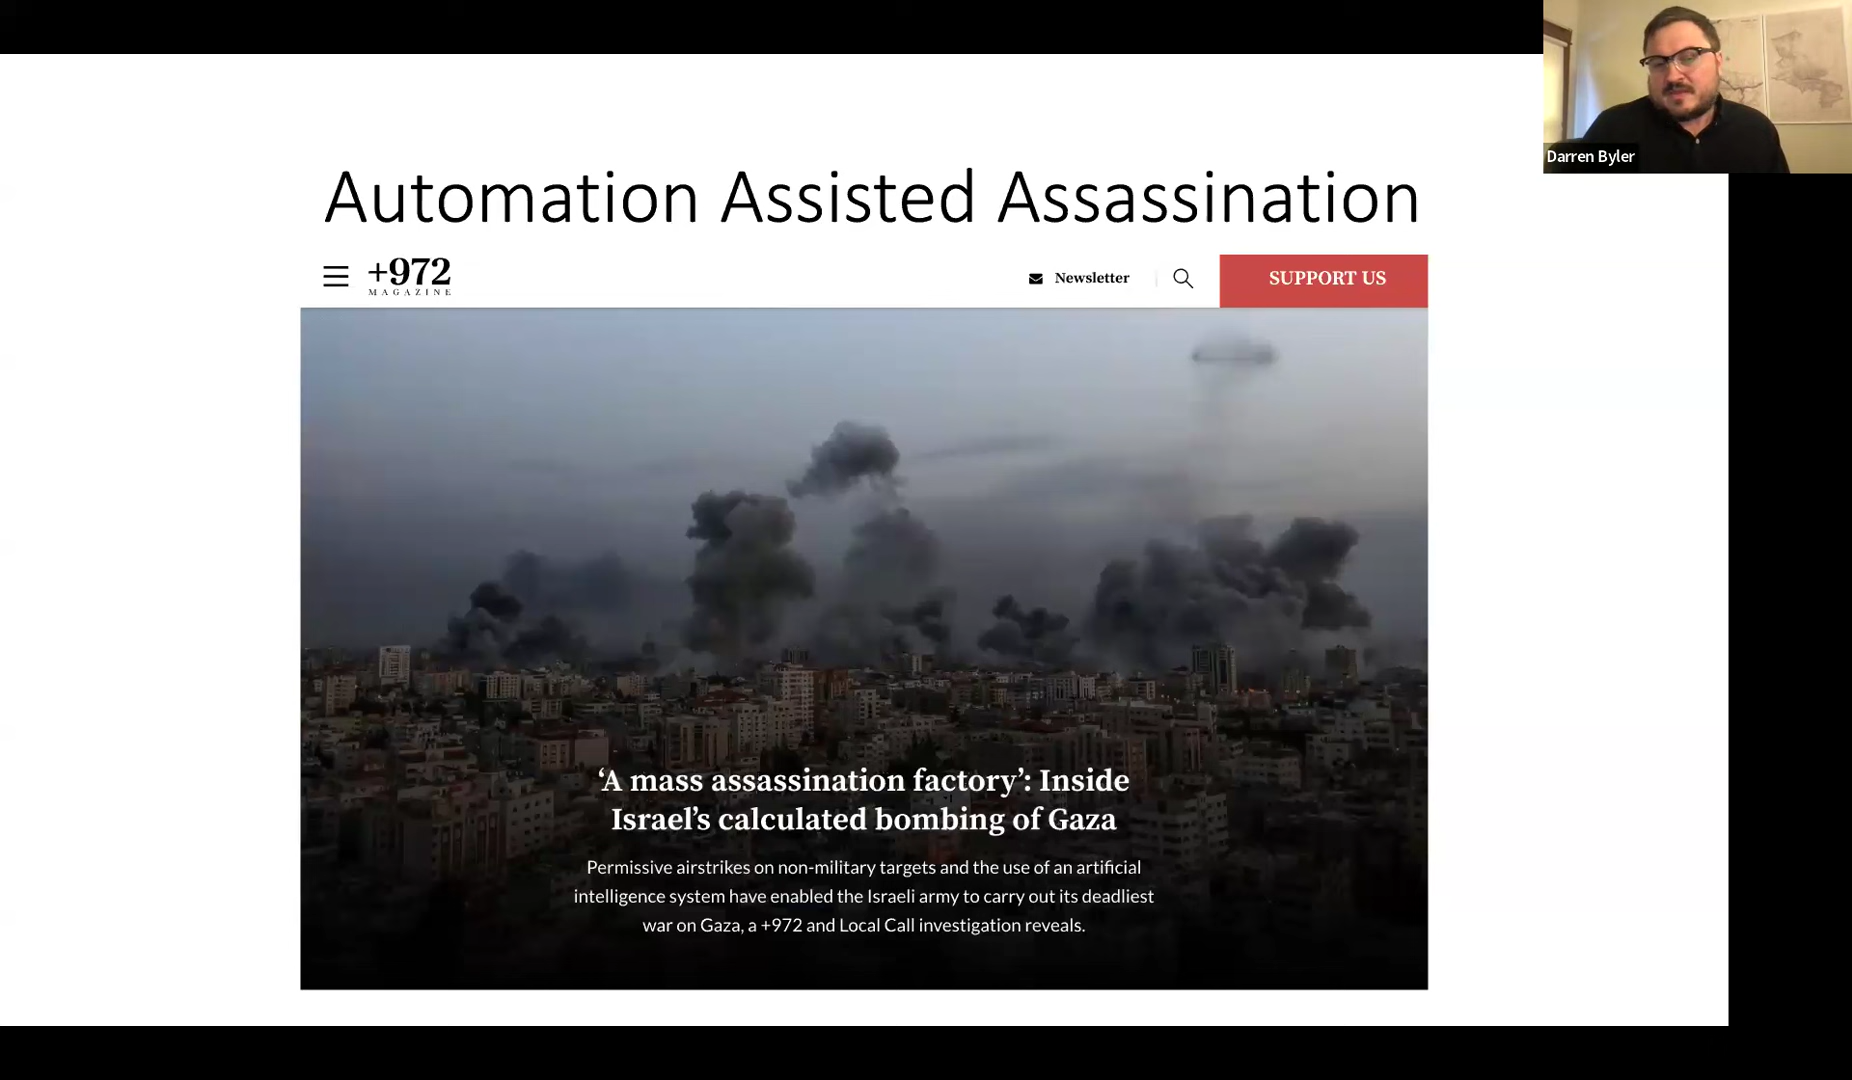 Darren Byler
Automation Assisted Assassination
+972
MAGAZINE
Newsletter
SUPPORT US
‘A mass assassination factory’: Inside
Israel’s calculated bombing of Gaza
Permissive airstrikes on non-military targets and the use of an artificial
intelligence system have enabled the Israeli army to carry out its deadliest
war on Gaza, a +972 and Local Call investigation reveals.